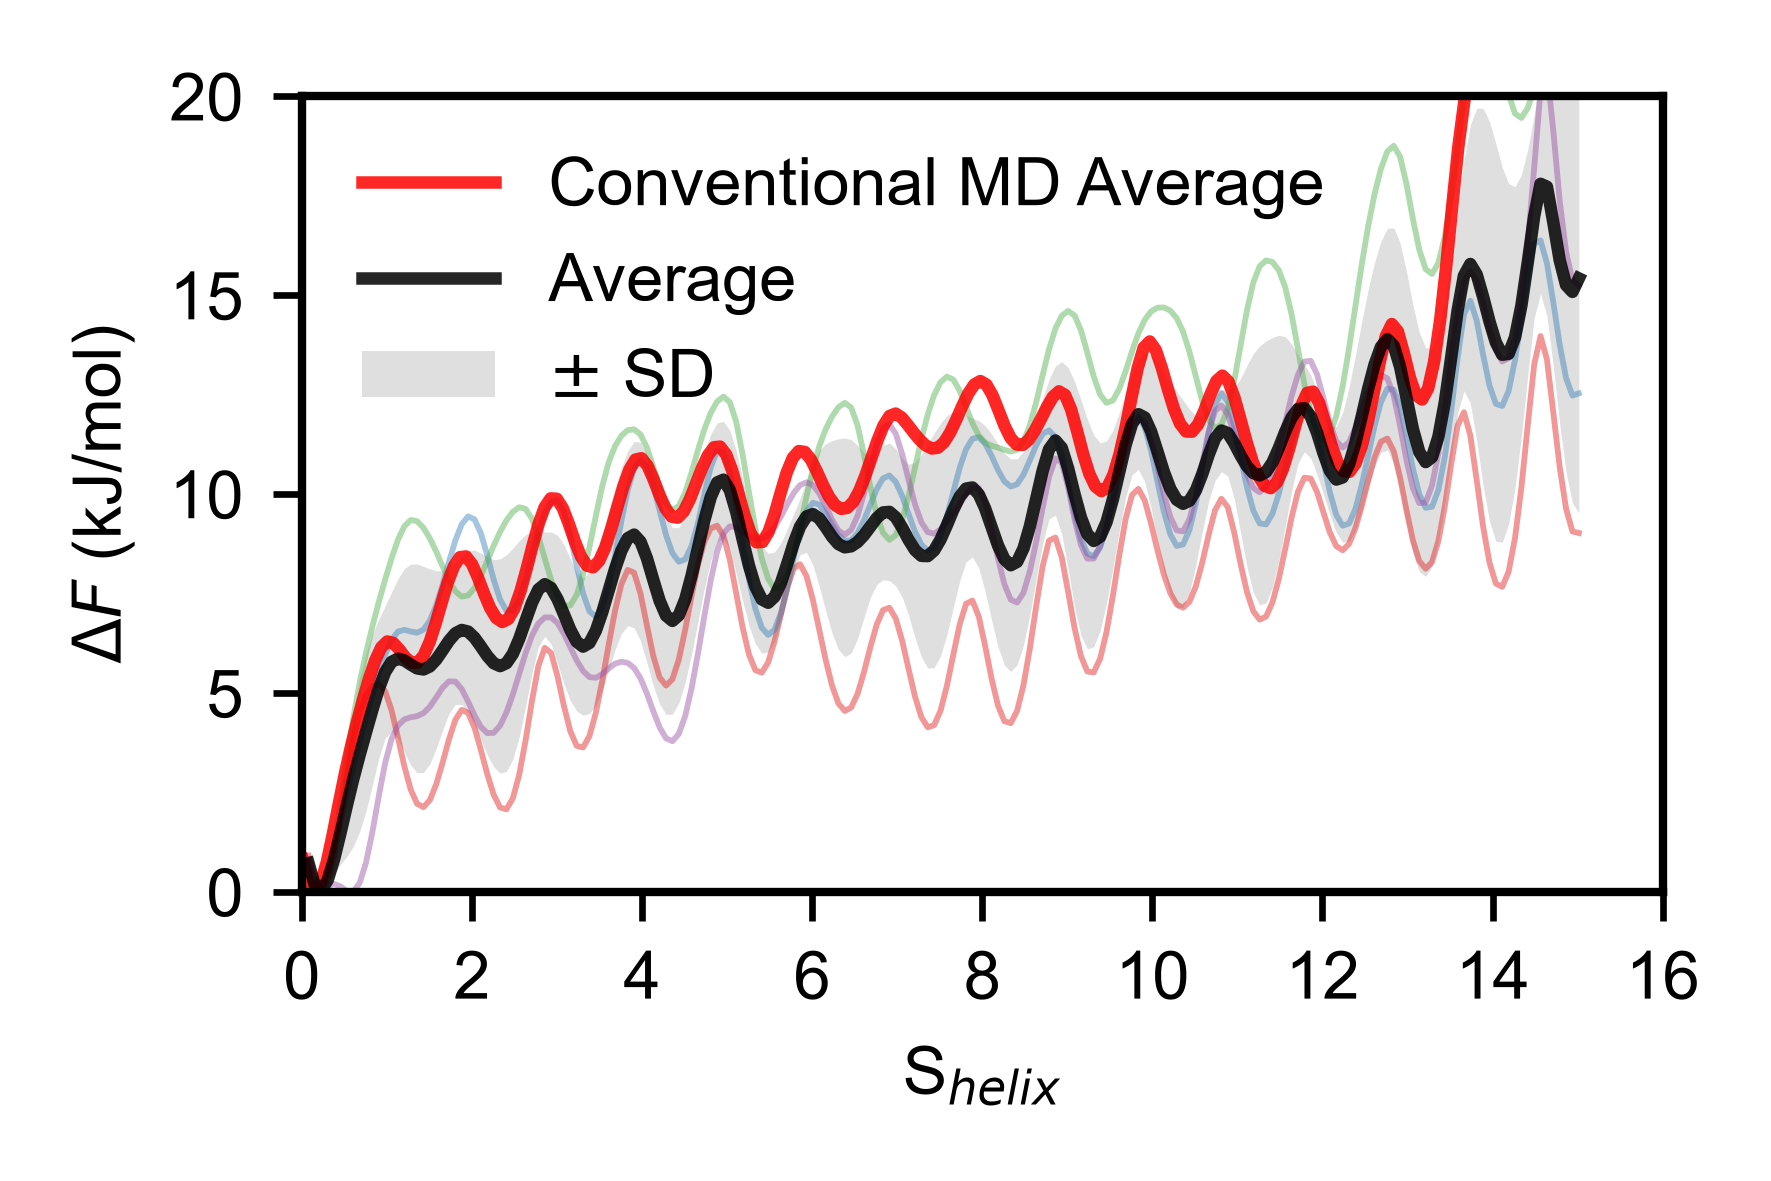 20
15
10
5
0
ΔF (kJ/mol)
Conventional MD Average
Average
± SD
0 2 4 6 8 10 12 14 16
S helix